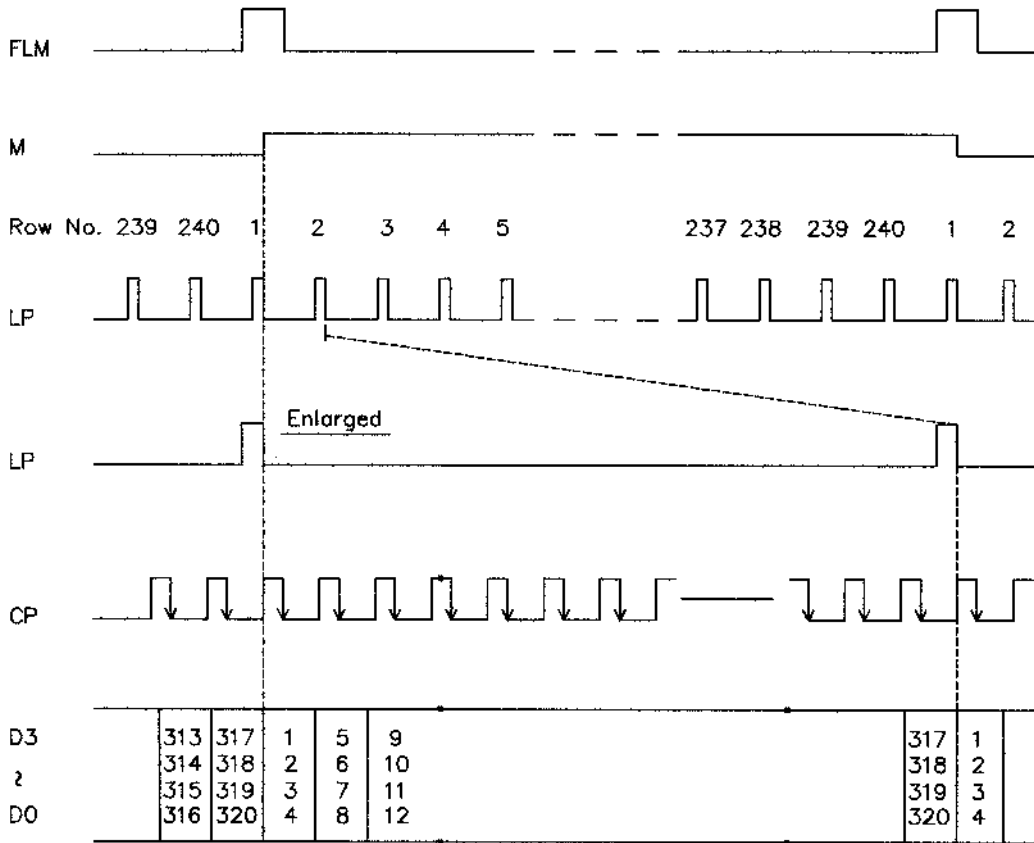 FLM
M
Row No. 239 240 1 2 3 4 5 237 238 239 240 1 2
LP
Enlarged
LP
CP
D3 313 317 1 5 9 317 1
314 318 2 6 10 318 2
≀ 315 319 3 7 11 319 3
D0 316 320 4 8 12 320 4